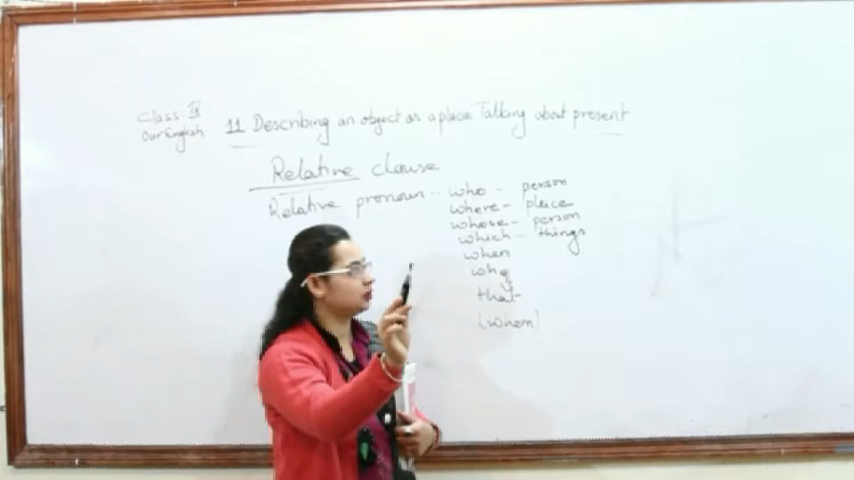 Class IX
Our English
11 Describing an object or a place Talking about present
Relative clause
Relative pronoun -- who - person
where - place
whose - person
which - things
when
why
that
(whom)